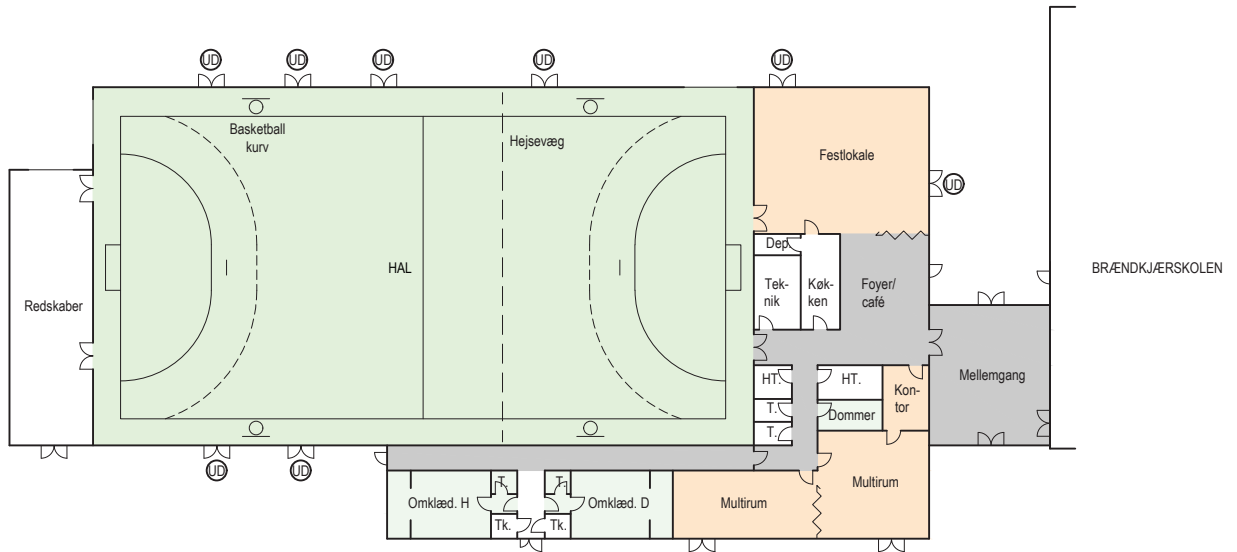 UD
UD
UD
UD
UD
Basketball
kurv
Hejsevæg
Festlokale
UD
Dep.
HAL
Tek-
nik
Køk-
ken
Foyer/
café
BRÆNDKJÆRSKOLEN
Redskaber
HT.
HT.
Kon-
tor
Mellemgang
T.
Dommer
T.
UD
UD
T.
T.
Omklæd. H
Omklæd. D
Multirum
Multirum
Tk.
Tk.